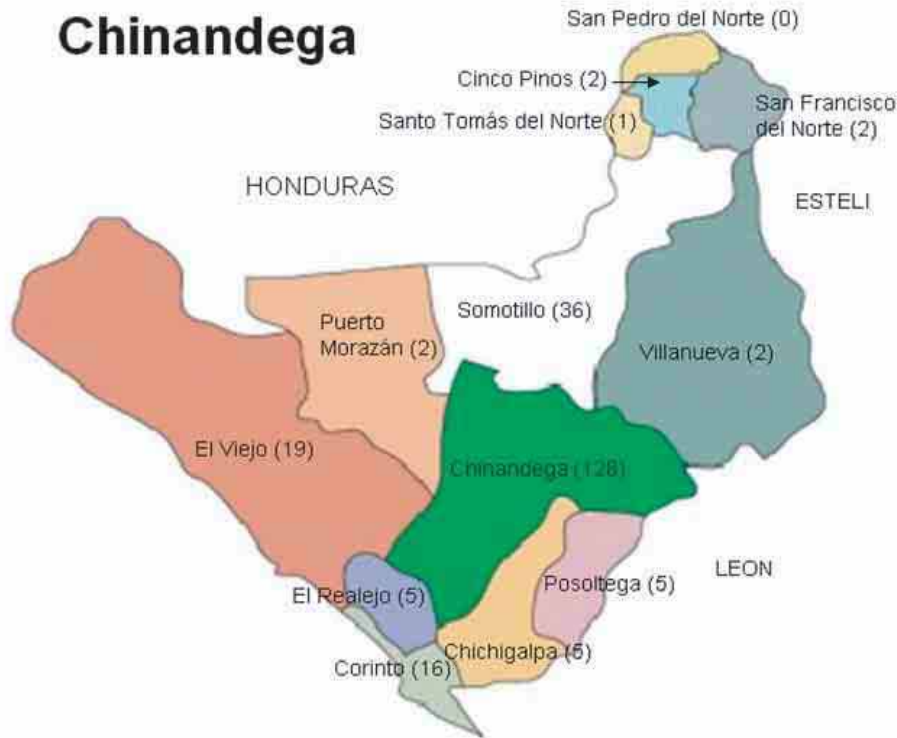 Chinandega
San Pedro del Norte (0)
Cinco Pinos (2)
Santo Tomás del Norte (1)
San Francisco
del Norte (2)
HONDURAS
ESTELI
Somotillo (36)
Puerto
Morazán (2)
Villanueva (2)
El Viejo (19)
Chinandega (128)
LEON
Posoltega (5)
El Realejo (5)
Chichigalpa (5)
Corinto (16)